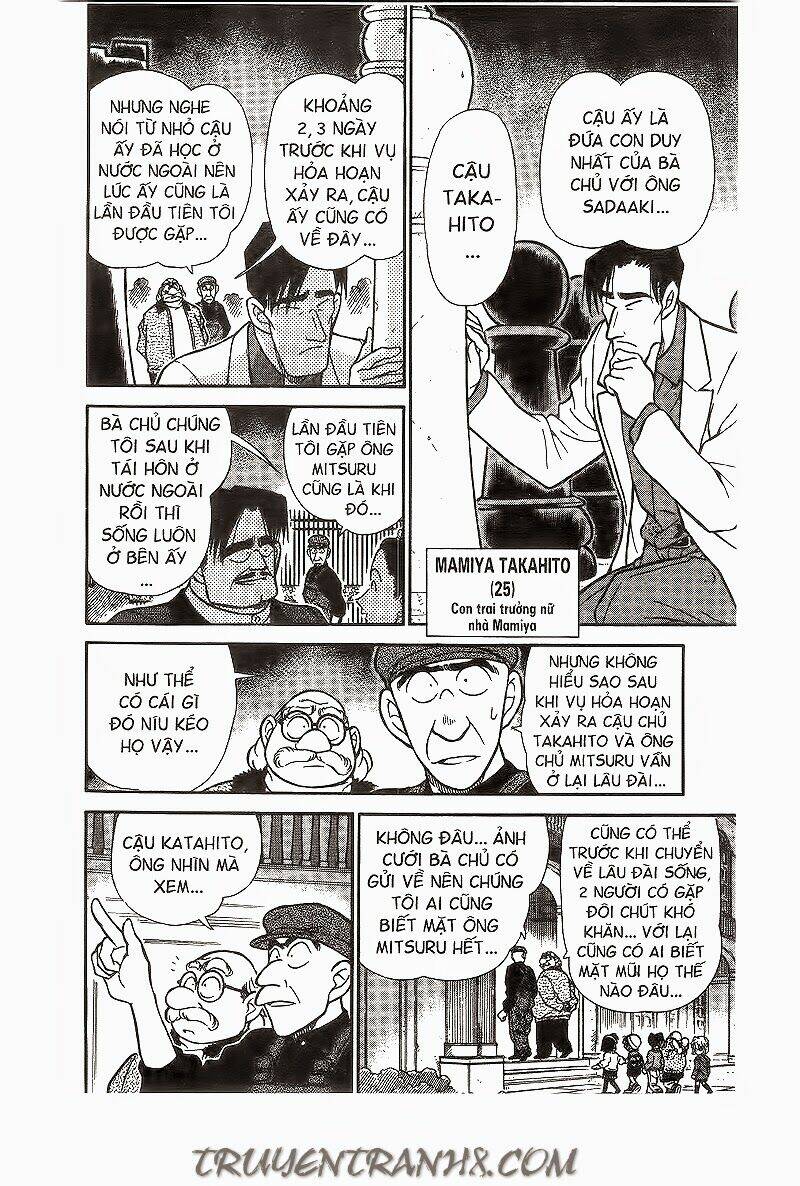 CẬU ẤY LÀ
ĐỨA CON DUY
NHẤT CỦA BÀ
CHỦ VỚI ÔNG
SADAAKI...
CẬU
TAKA-
HITO
...
KHOẢNG
2, 3 NGÀY
TRƯỚC KHI VỤ
HỎA HOẠN
XẢY RA, CẬU
ẤY CŨNG CÓ
VỀ ĐÂY...
NHƯNG NGHE
NÓI TỪ NHỎ CẬU
ẤY ĐÃ HỌC Ở
NƯỚC NGOÀI NÊN
LÚC ẤY CŨNG LÀ
LẦN ĐẦU TIÊN TÔI
ĐƯỢC GẶP...
MAMIYA TAKAHITO
(25)
Con trai trưởng nữ
nhà Mamiya
LẦN ĐẦU TIÊN
TÔI GẶP ÔNG
MITSURU
CŨNG LÀ KHI
ĐÓ...
BÀ CHỦ CHÚNG
TÔI SAU KHI
TÁI HÔN Ở
NƯỚC NGOÀI
RỒI THÌ
SỐNG LUÔN
Ở BÊN ẤY
...
NHƯNG KHÔNG
HIỂU SAO SAU
KHI VỤ HỎA HOẠN
XẢY RA CẬU CHỦ
TAKAHITO VÀ ÔNG
CHỦ MITSURU VẪN
Ở LẠI LÂU ĐÀI...
NHƯ THỂ
CÓ CÁI GÌ
ĐÓ NÍU KÉO
HỌ VẬY...
CŨNG CÓ THỂ
TRƯỚC KHI CHUYỂN
VỀ LÂU ĐÀI SỐNG,
2 NGƯỜI CÓ GẶP
ĐÔI CHÚT KHÓ
KHĂN... VỚI LẠI
CŨNG CÓ AI BIẾT
MẶT MŨI HỌ THẾ
NÀO ĐÂU...
KHÔNG ĐÂU... ẢNH
CƯỚI BÀ CHỦ CÓ
GỬI VỀ NÊN CHÚNG
TÔI AI CŨNG
BIẾT MẶT ÔNG
MITSURU HẾT...
CẬU KATAHITO,
ÔNG NHÌN MÀ
XEM...
TRUYENTRANH8.COM